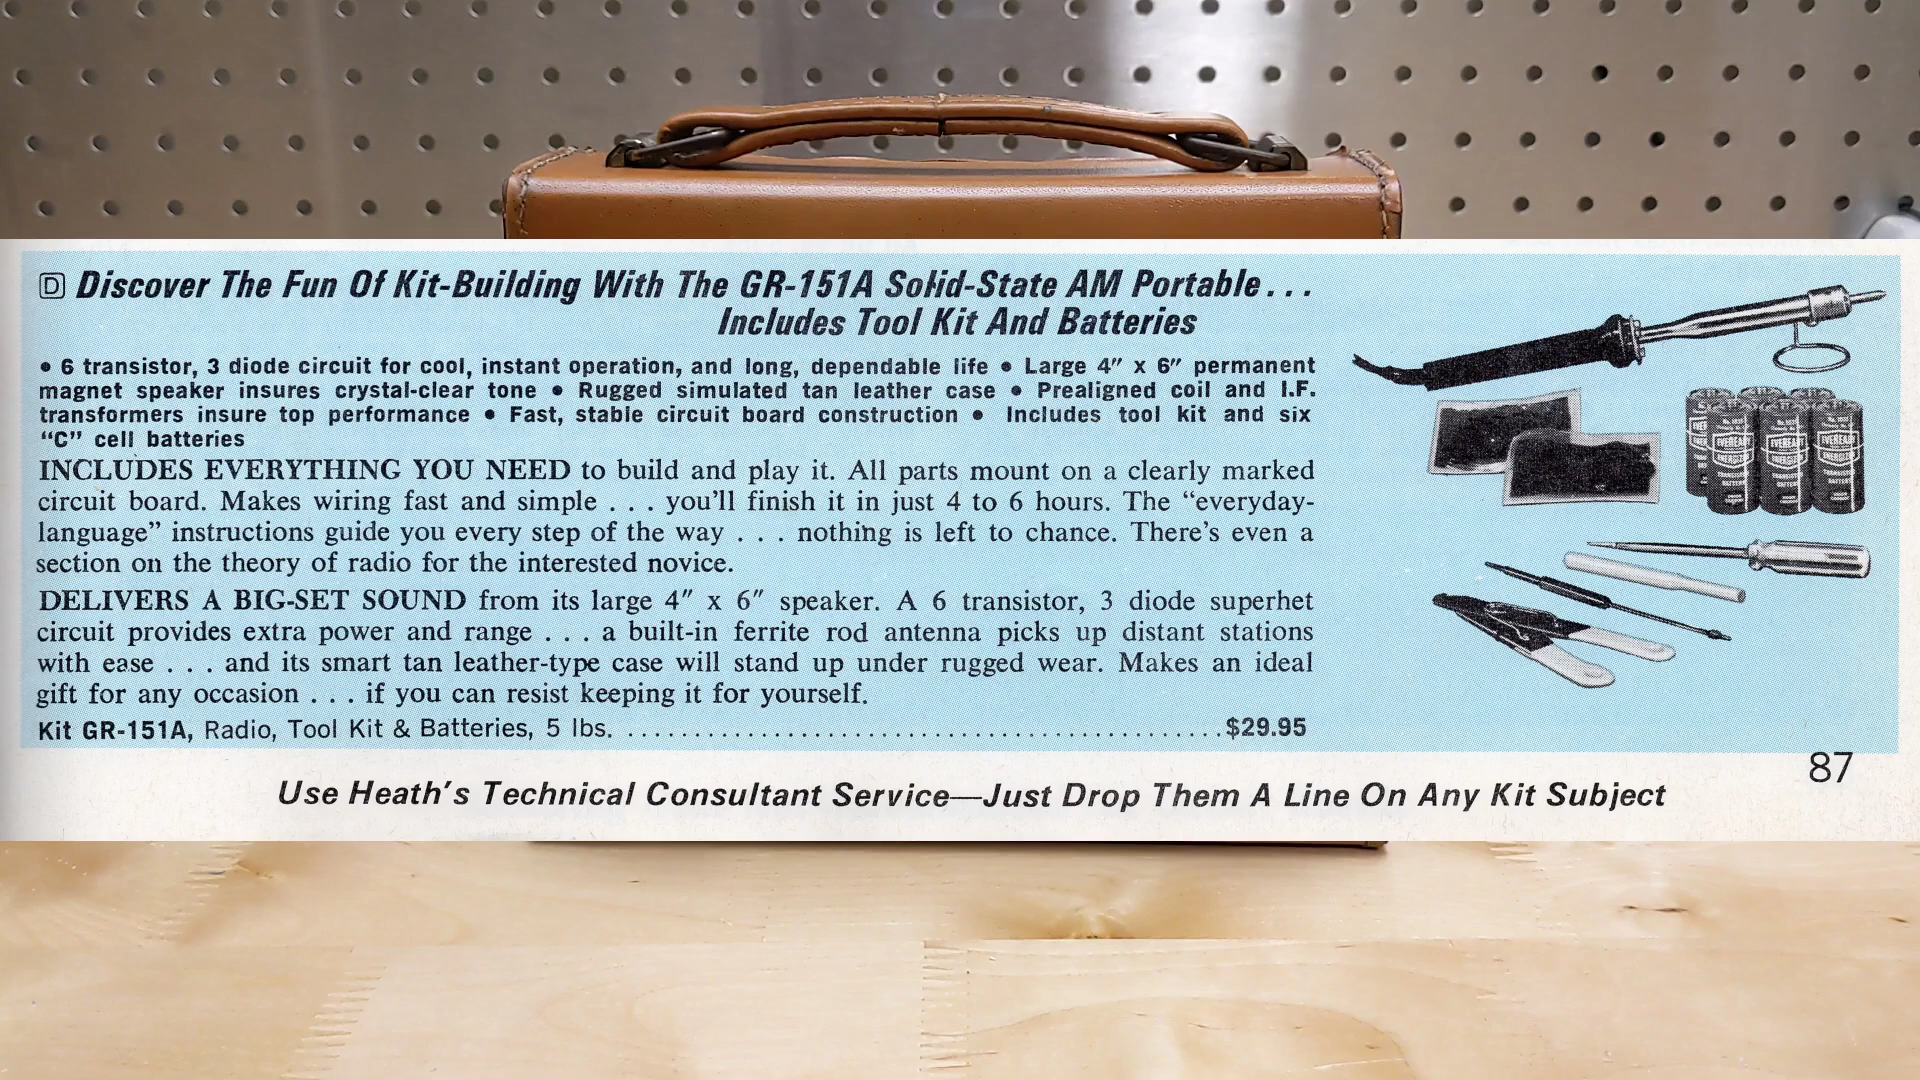 D Discover The Fun Of Kit-Building With The GR-151A Solid-State AM Portable...
Includes Tool Kit And Batteries
• 6 transistor, 3 diode circuit for cool, instant operation, and long, dependable life • Large 4″ x 6″ permanent
magnet speaker insures crystal-clear tone • Rugged simulated tan leather case • Prealigned coil and I.F.
transformers insure top performance • Fast, stable circuit board construction • Includes tool kit and six
“C” cell batteries
INCLUDES EVERYTHING YOU NEED to build and play it. All parts mount on a clearly marked
circuit board. Makes wiring fast and simple . . . you’ll finish it in just 4 to 6 hours. The “everyday-
language” instructions guide you every step of the way . . . nothing is left to chance. There’s even a
section on the theory of radio for the interested novice.
DELIVERS A BIG-SET SOUND from its large 4″ x 6″ speaker. A 6 transistor, 3 diode superhet
circuit provides extra power and range . . . a built-in ferrite rod antenna picks up distant stations
with ease . . . and its smart tan leather-type case will stand up under rugged wear. Makes an ideal
gift for any occasion . . . if you can resist keeping it for yourself.
Kit GR-151A, Radio, Tool Kit & Batteries, 5 lbs. ............................................. $29.95
EVEREADY EVEREADY EVEREADY
ENERGIZER ENERGIZER ENERGIZER
87
Use Heath’s Technical Consultant Service—Just Drop Them A Line On Any Kit Subject